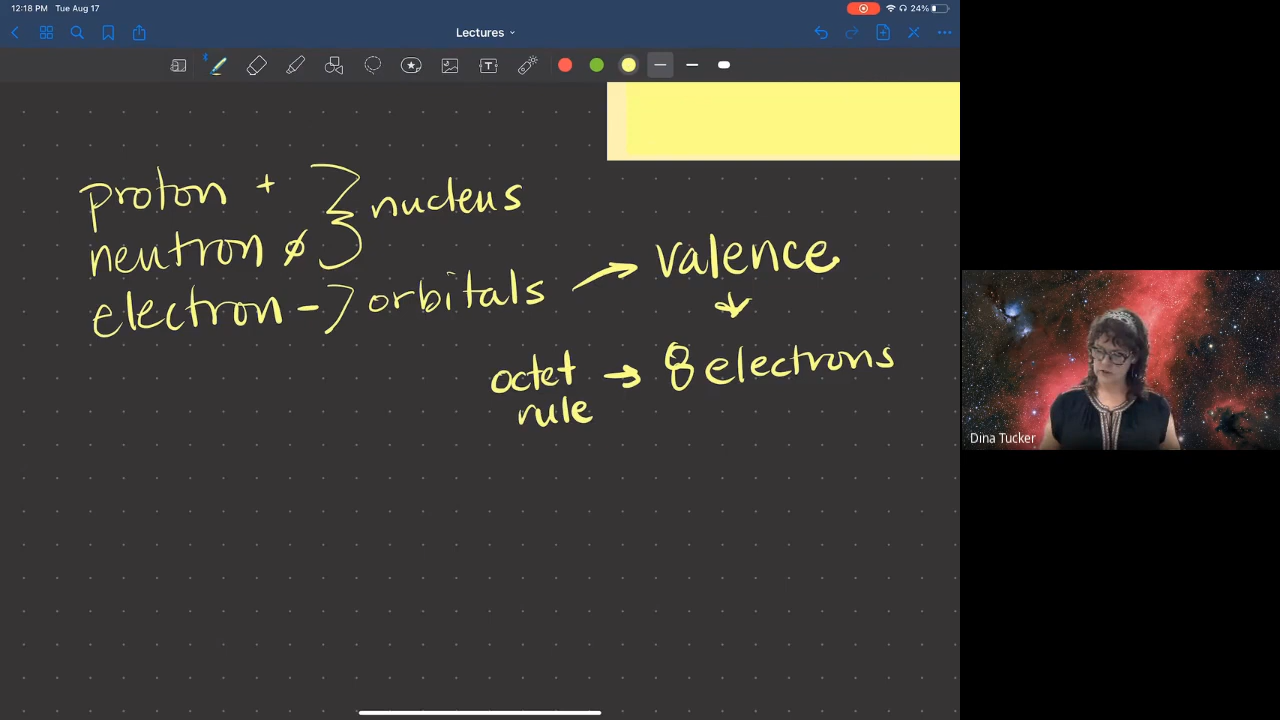 12:18 PM Tue Aug 17
24%
Lectures
T
proton +
neutron ∅
nucleus
electron -
orbitals
valence
octet rule → 8 electrons
Dina Tucker